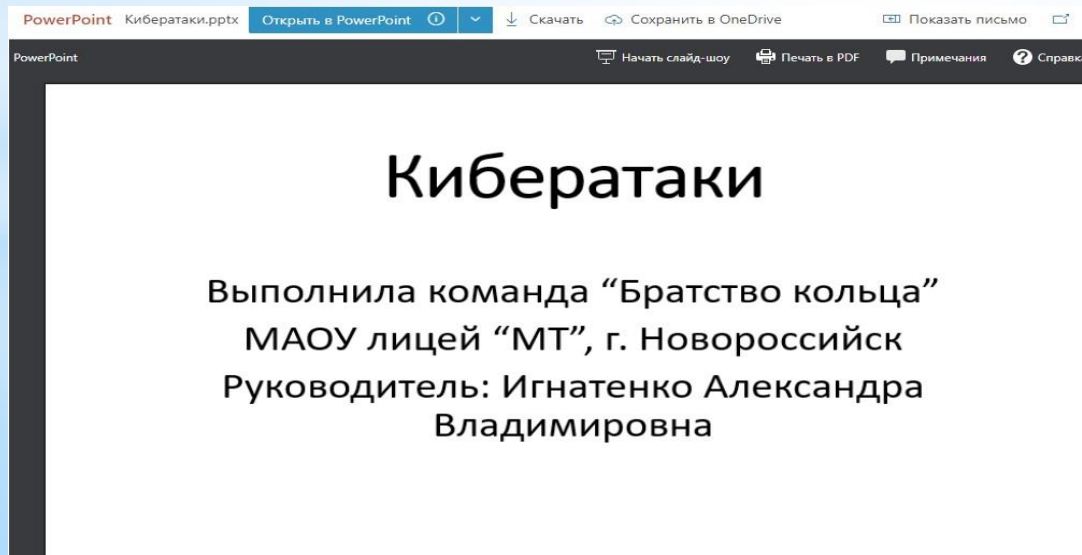 PowerPoint Кибератаки.pptx Открыть в PowerPoint Скачать Сохранить в OneDrive Показать письмо
PowerPoint Начать слайд-шоу Печать в PDF Примечания Справка
Кибератаки
Выполнила команда “Братство кольца”
МАОУ лицей “МТ”, г. Новороссийск
Руководитель: Игнатенко Александра
Владимировна